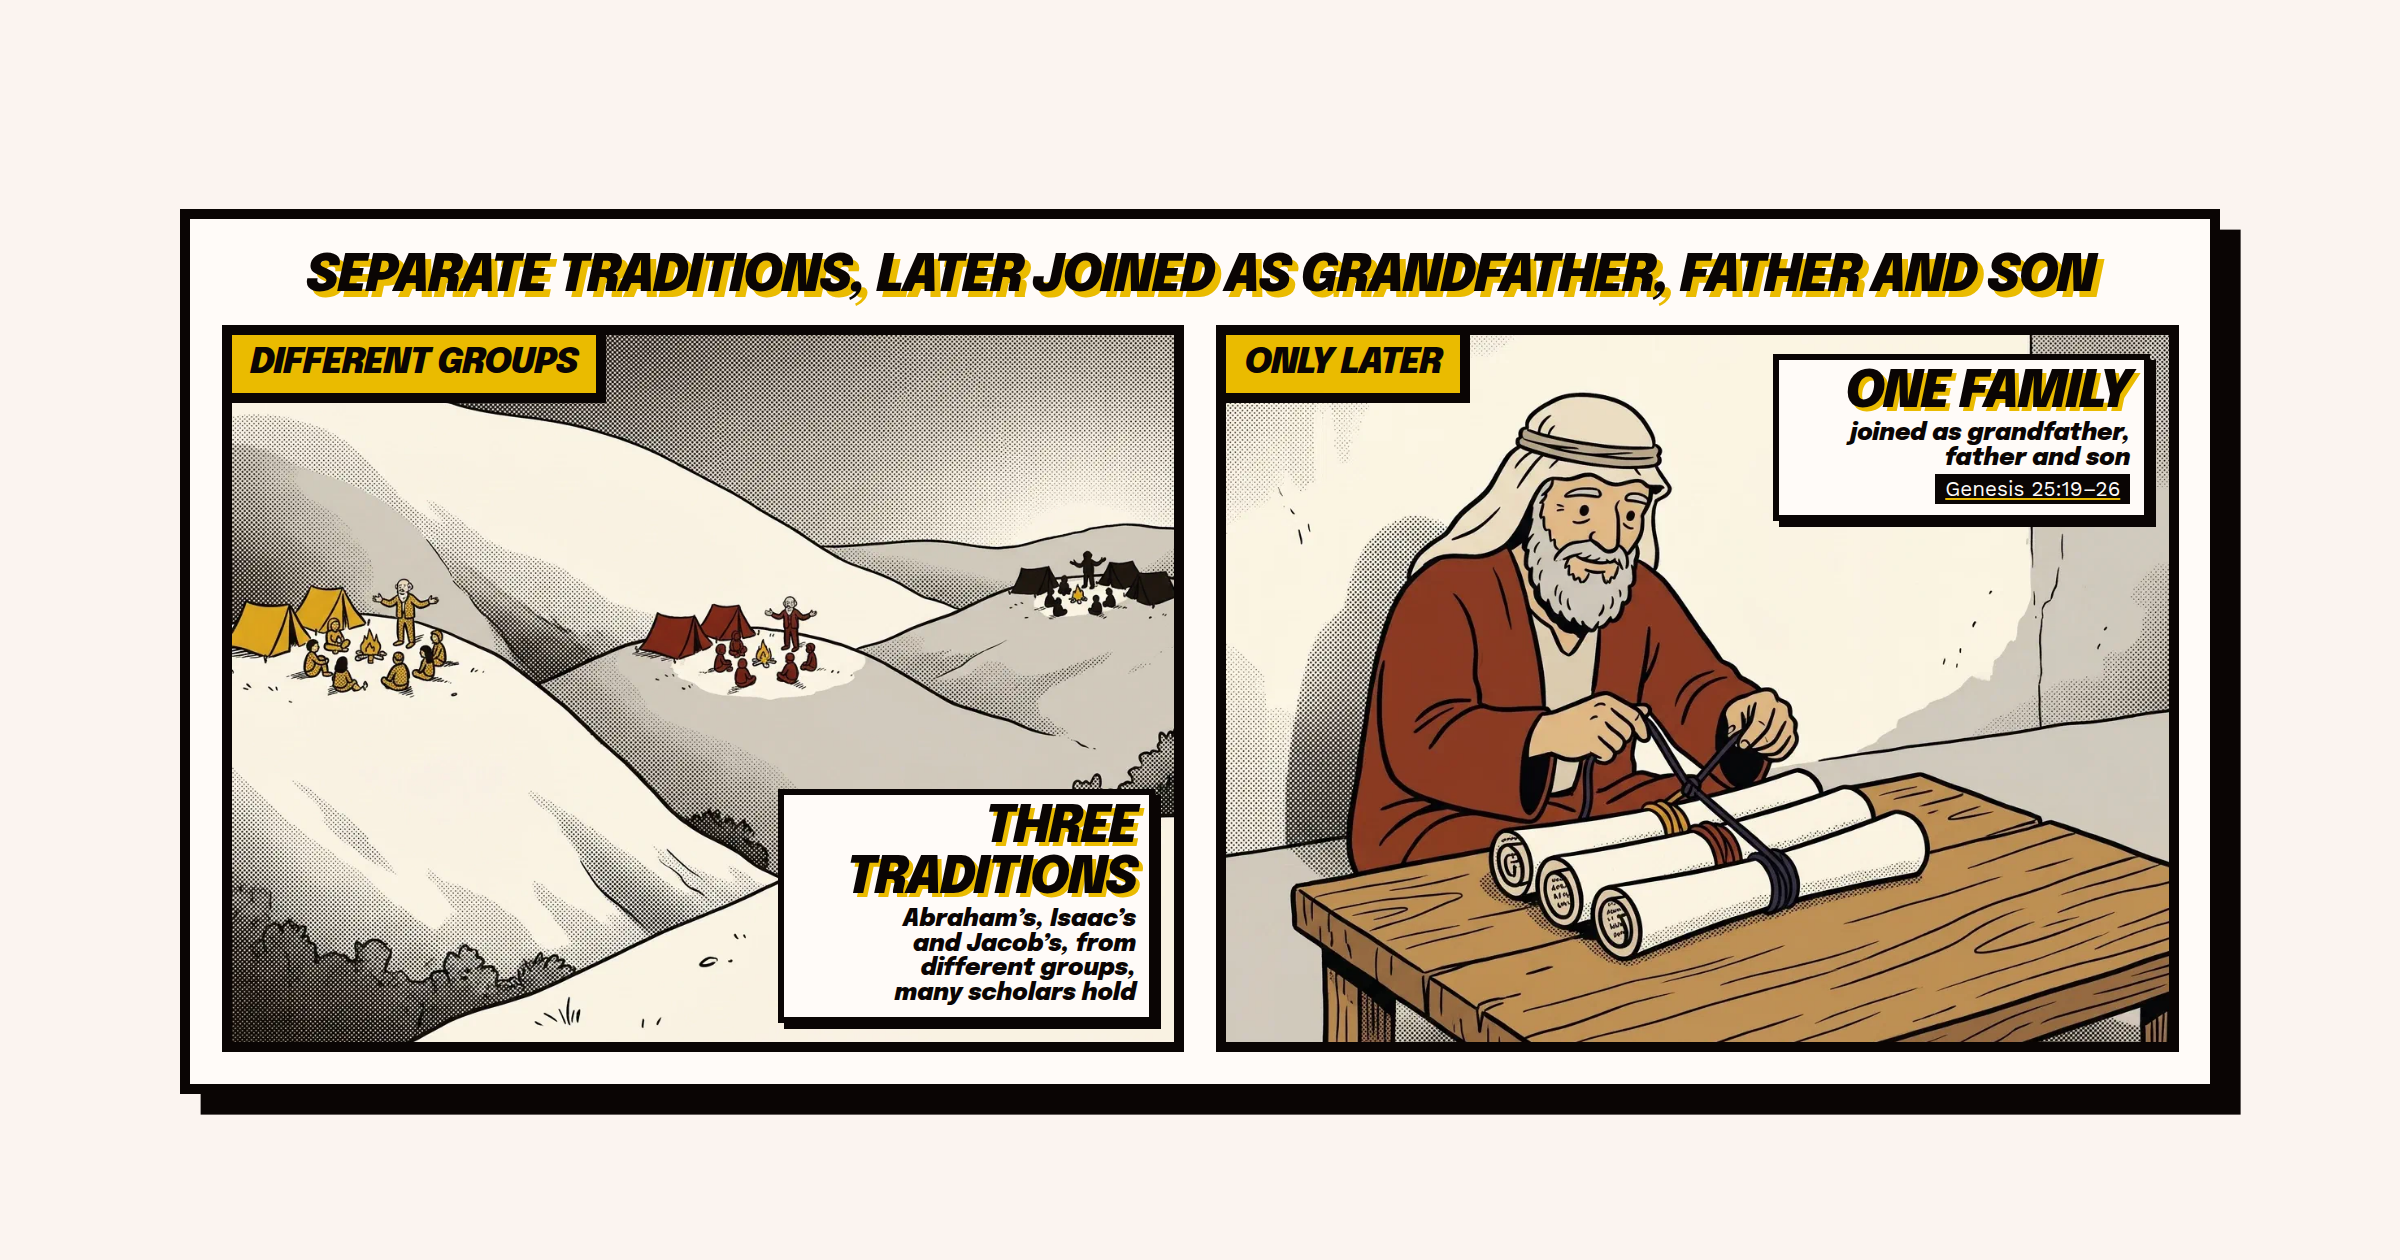 SEPARATE TRADITIONS, LATER JOINED AS GRANDFATHER, FATHER AND SON
DIFFERENT GROUPS
THREE
TRADITIONS
Abraham’s, Isaac’s
and Jacob’s, from
different groups,
many scholars hold
ONLY LATER
ONE FAMILY
joined as grandfather,
father and son
Genesis 25:19–26